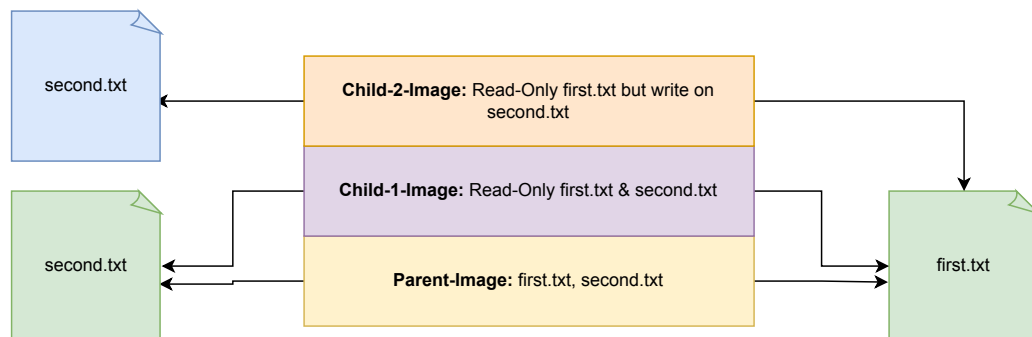 second.txt
Child-2-Image: Read-Only first.txt but write on
second.txt
Child-1-Image: Read-Only first.txt & second.txt
second.txt
Parent-Image: first.txt, second.txt
first.txt